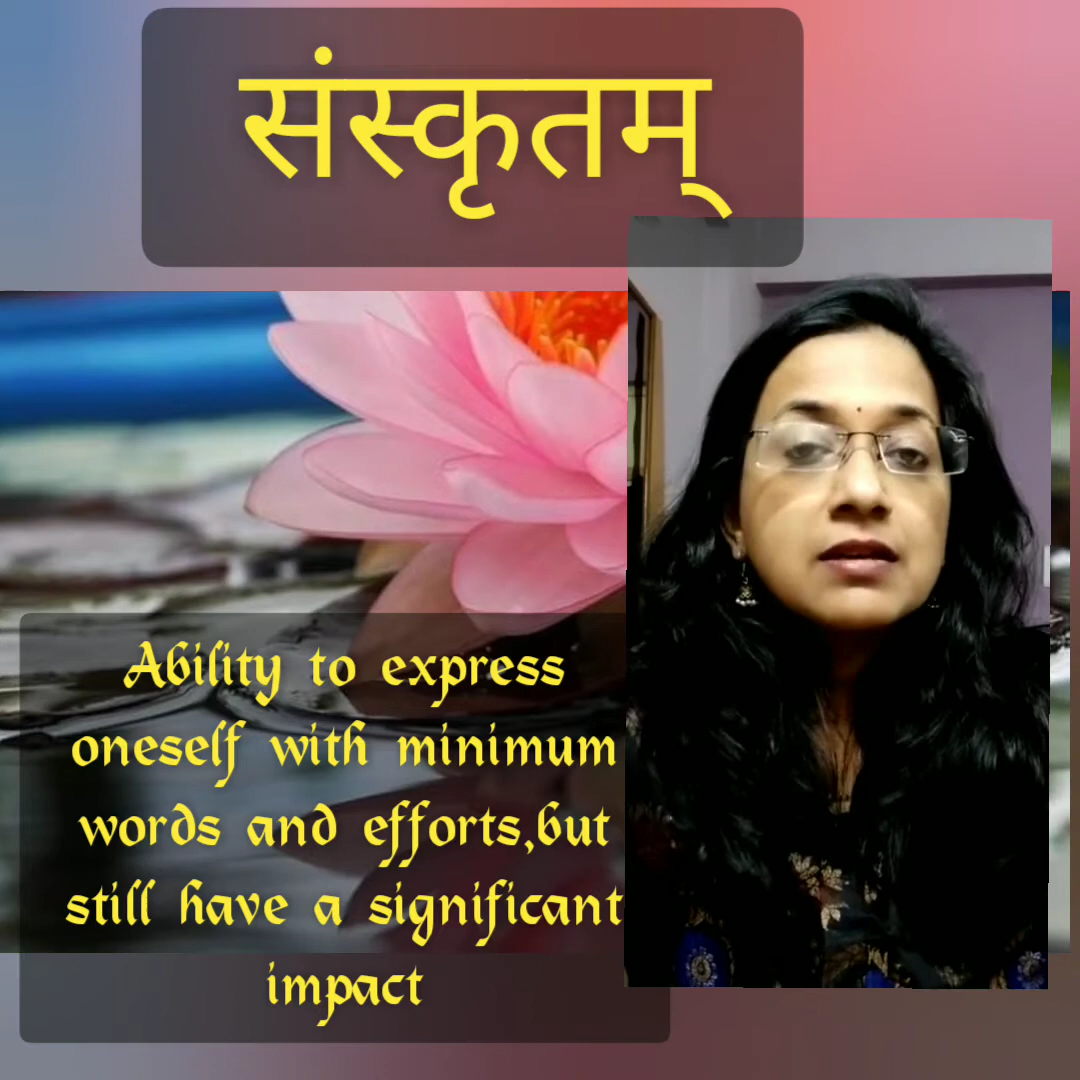 संस्कृतम्
Ability to express
oneself with minimum
words and efforts,but
still have a significant
impact